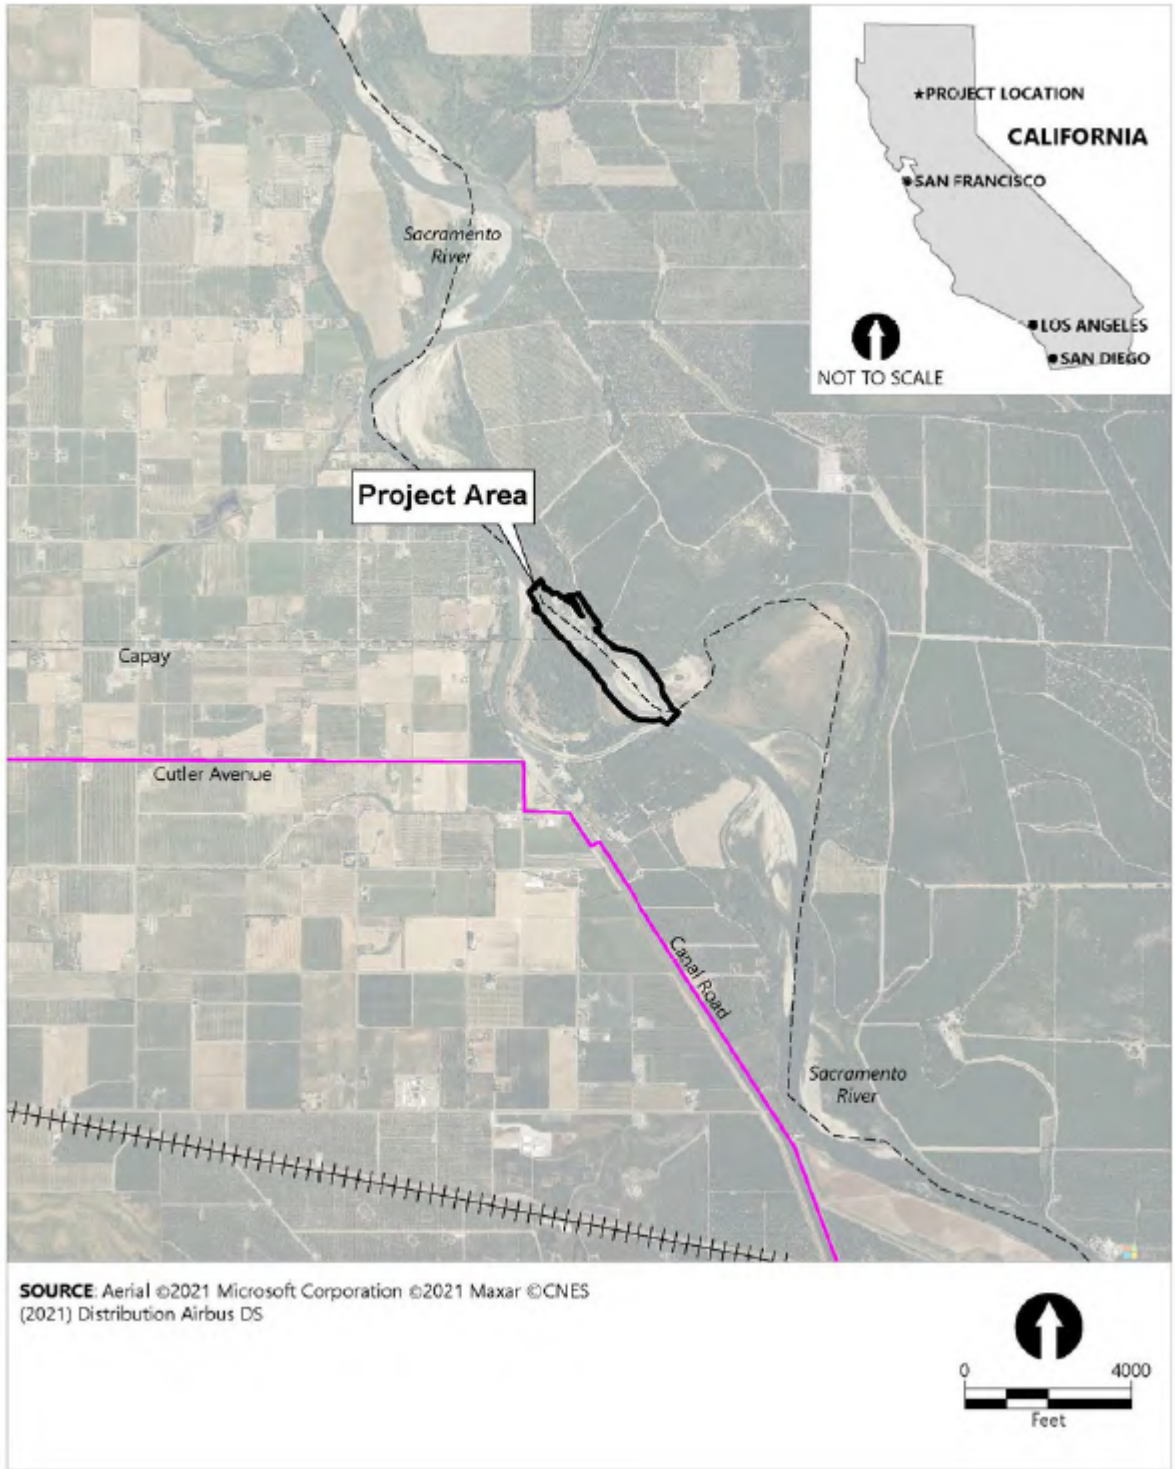 ★PROJECT LOCATION
CALIFORNIA
SAN FRANCISCO
LOS ANGELES
SAN DIEGO
NOT TO SCALE
Sacramento
River
Project Area
Capay
Cutler Avenue
Canal Road
Sacramento
River
SOURCE: Aerial ©2021 Microsoft Corporation ©2021 Maxar ©CNES
(2021) Distribution Airbus DS
0 4000
Feet